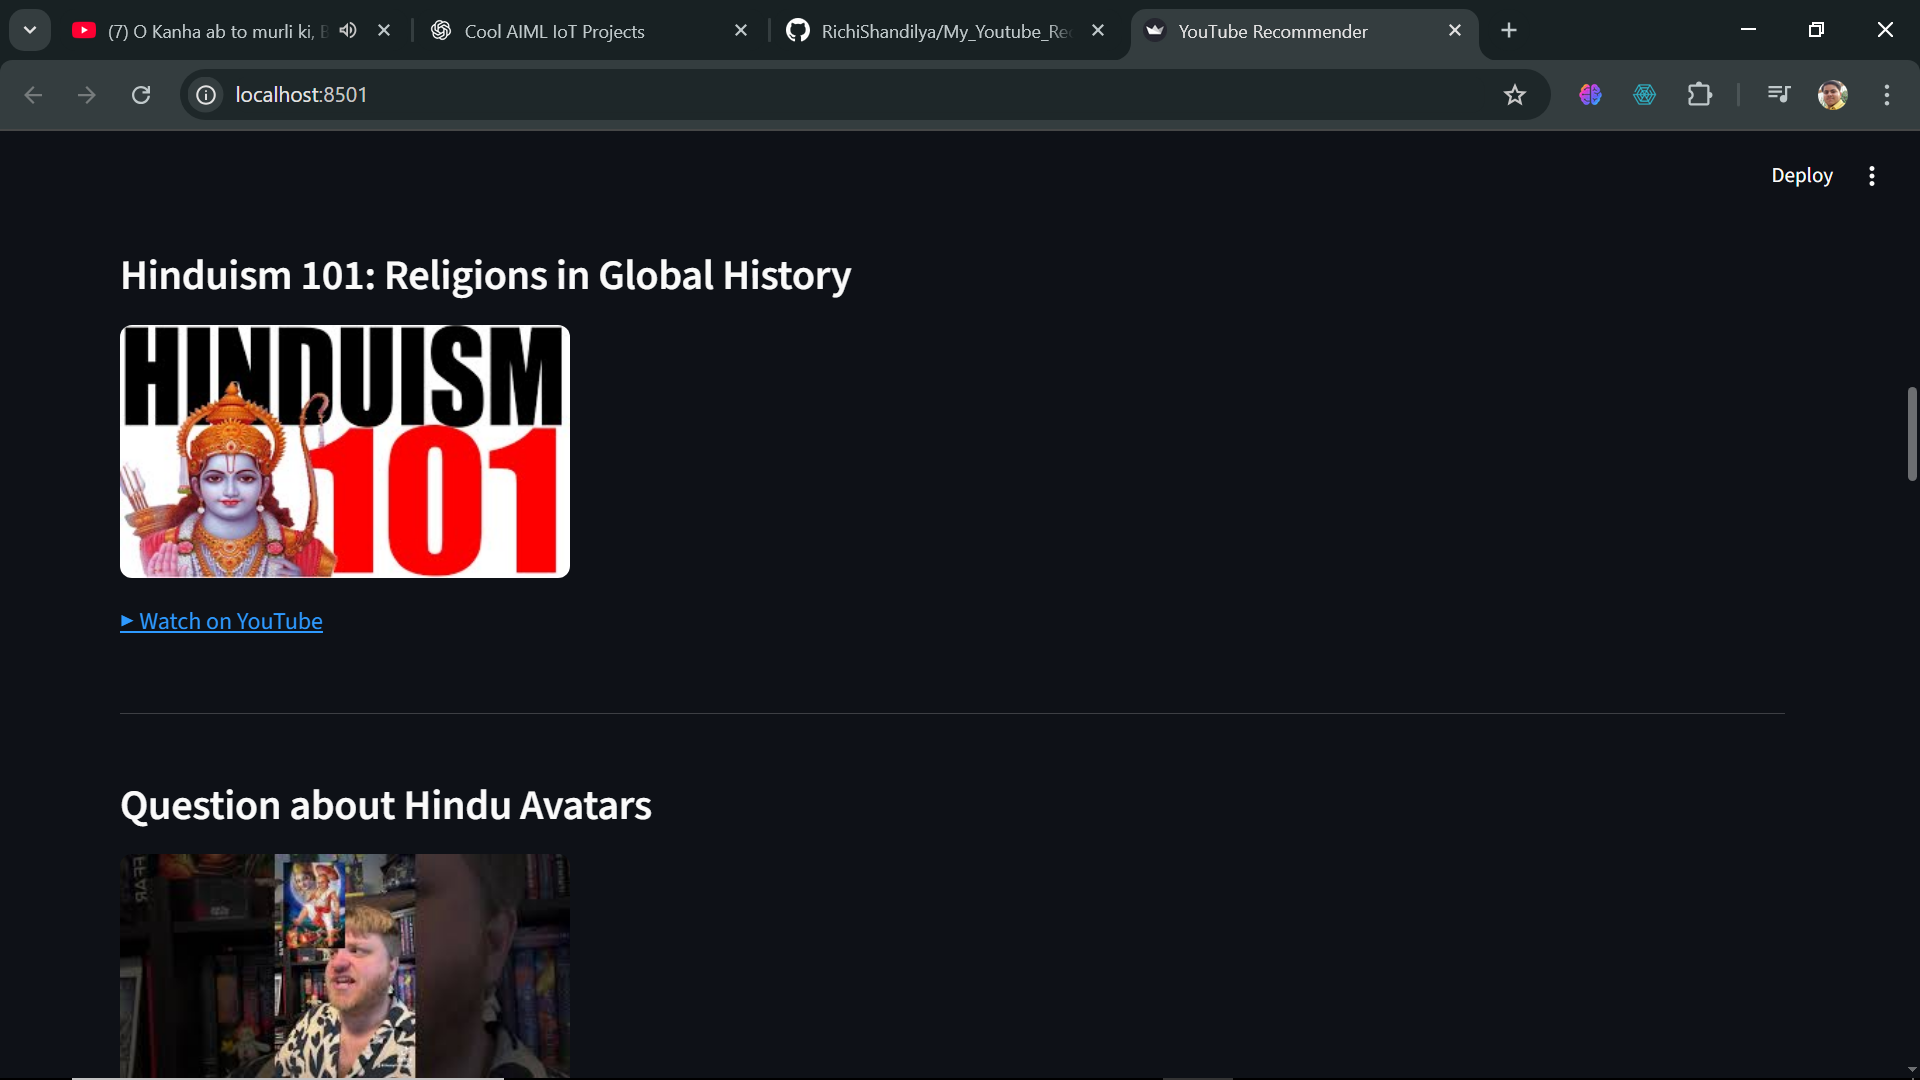 (7) O Kanha ab to murli ki,
Cool AIML IoT Projects
RichiShandilya/My_Youtube_Rec
YouTube Recommender
localhost:8501
Deploy
Hinduism 101: Religions in Global History
HINDUISM
101
▶ Watch on YouTube
Question about Hindu Avatars